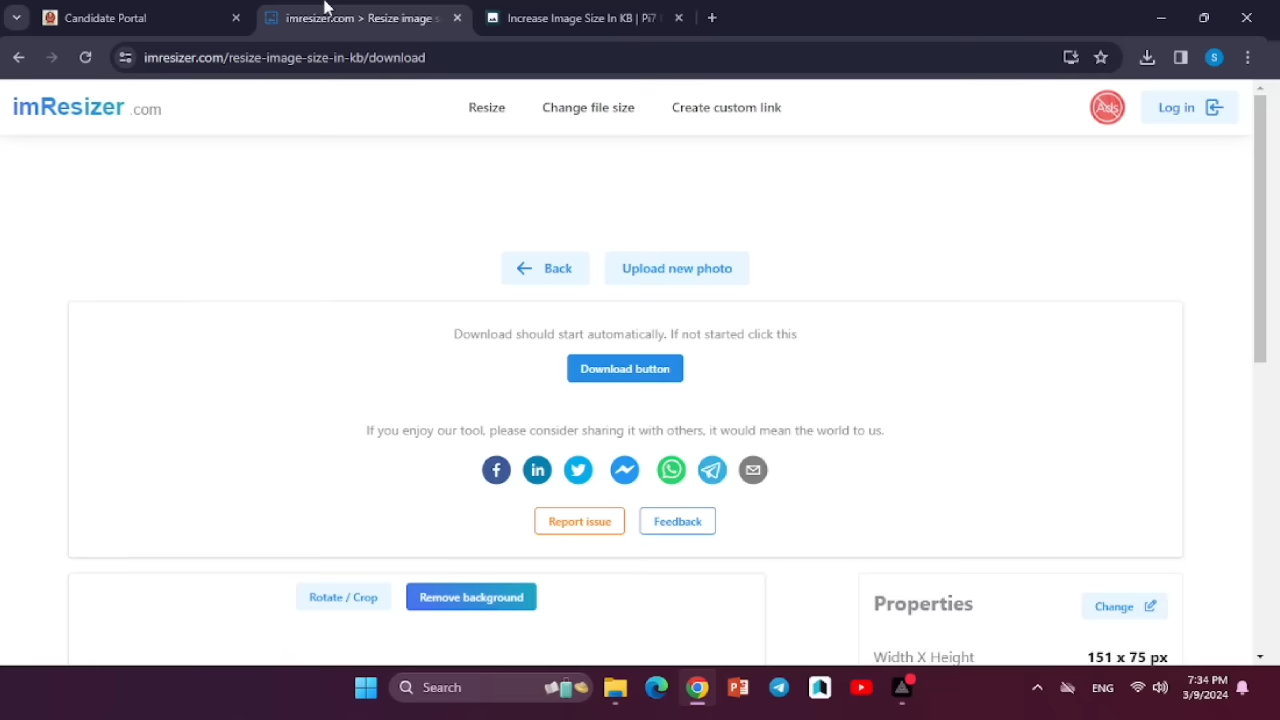 Candidate Portal
imresizer.com > Resize image s
Increase Image Size In KB | Pi7
imresizer.com/resize-image-size-in-kb/download
S
imResizer .com
Resize
Change file size
Create custom link
Ads
Log in
Back
Upload new photo
Download should start automatically. If not started click this
Download button
If you enjoy our tool, please consider sharing it with others, it would mean the world to us.
Report issue
Feedback
Rotate / Crop
Remove background
Properties
Change
Width X Height
151 x 75 px
Search
ENG
7:34 PM
3/9/2024